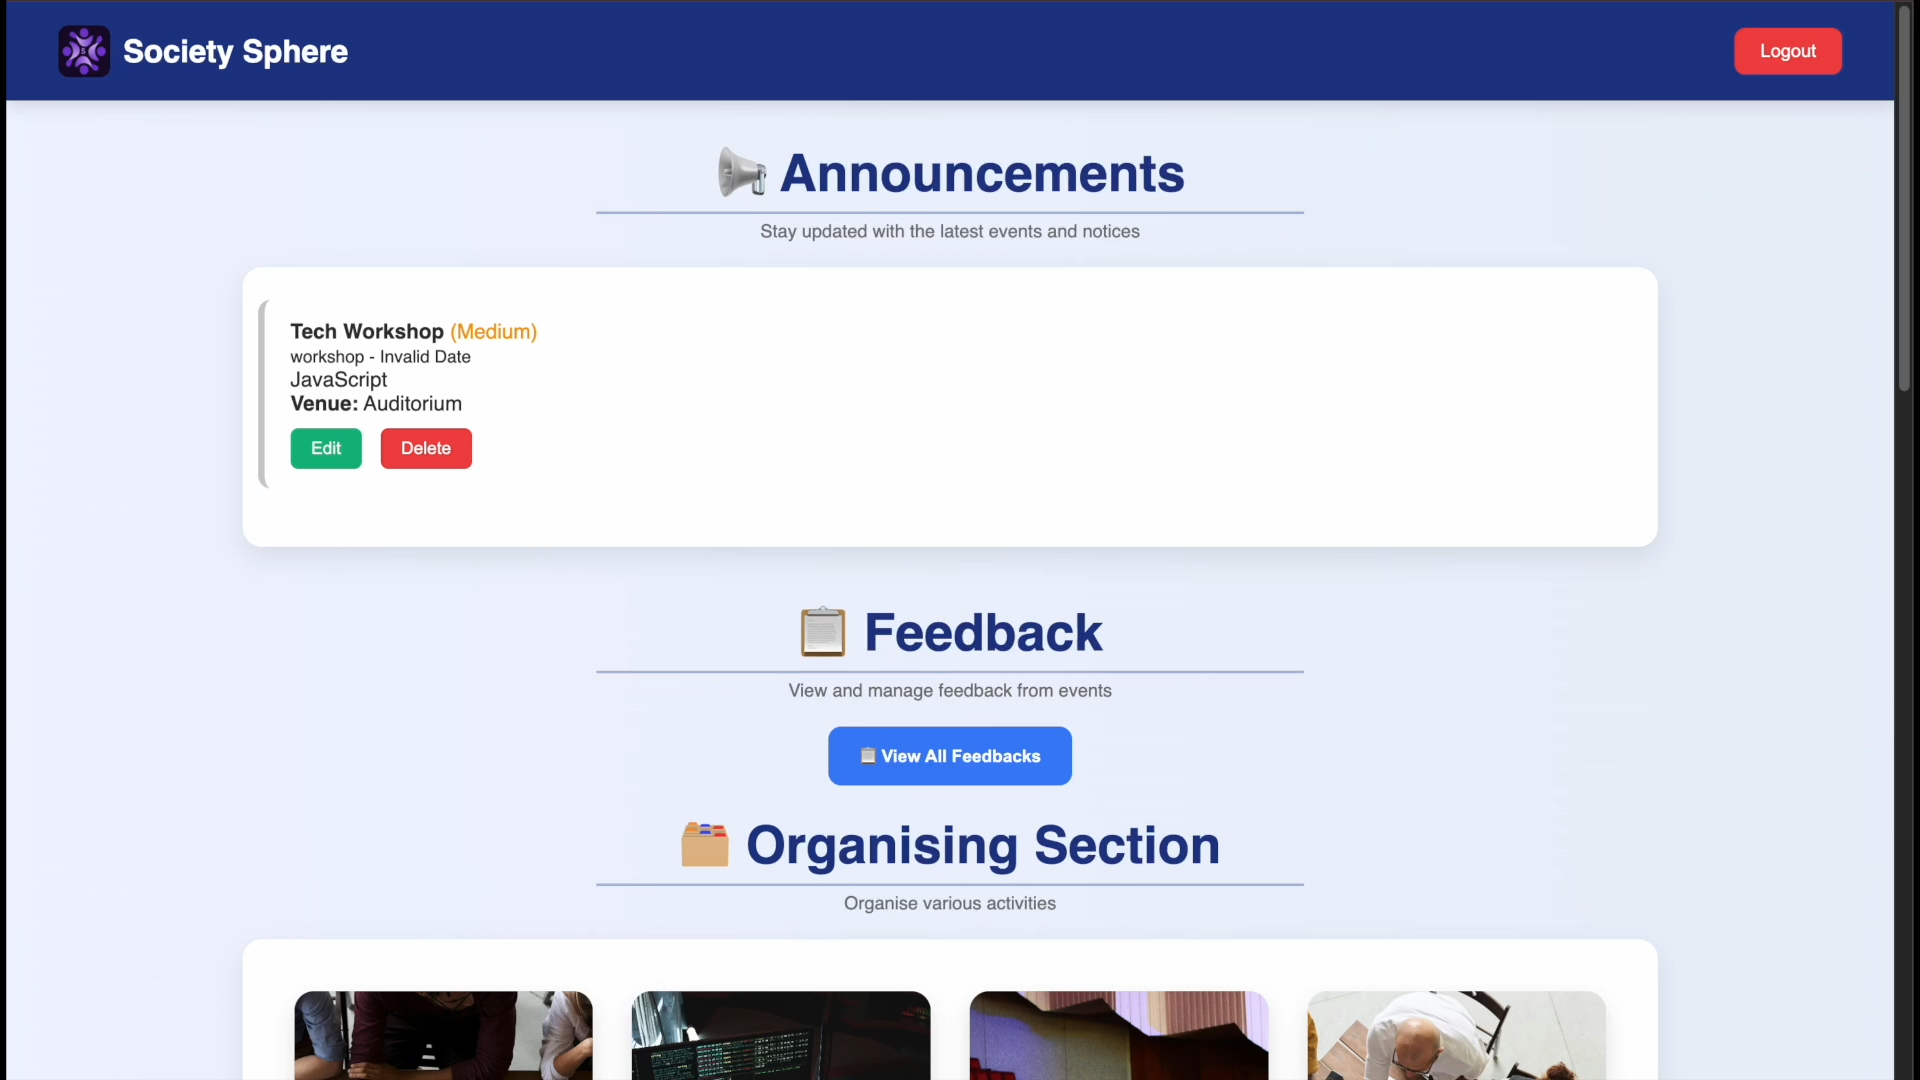 Society Sphere
Logout
Announcements
Stay updated with the latest events and notices
Tech Workshop (Medium)
workshop - Invalid Date
JavaScript
Venue: Auditorium
Edit
Delete
Feedback
View and manage feedback from events
View All Feedbacks
Organising Section
Organise various activities